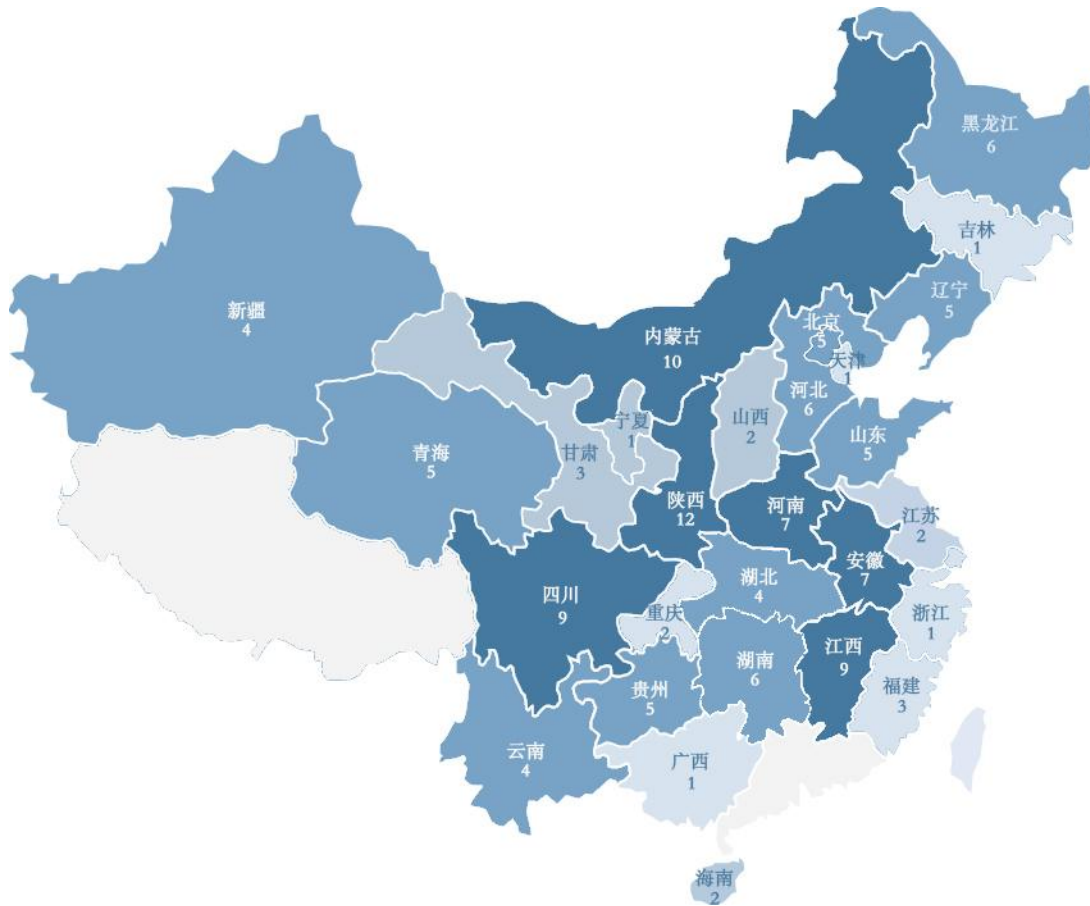 黑龙江
6
吉林
1
辽宁
5
新疆
4
内蒙古
10
北京
5
天津
1
河北
6
宁夏
1
山西
2
山东
5
青海
5
甘肃
3
陕西
12
河南
7
江苏
2
安徽
7
湖北
4
四川
9
重庆
2
浙江
1
江西
9
湖南
6
福建
3
贵州
5
云南
4
广西
1
海南
2